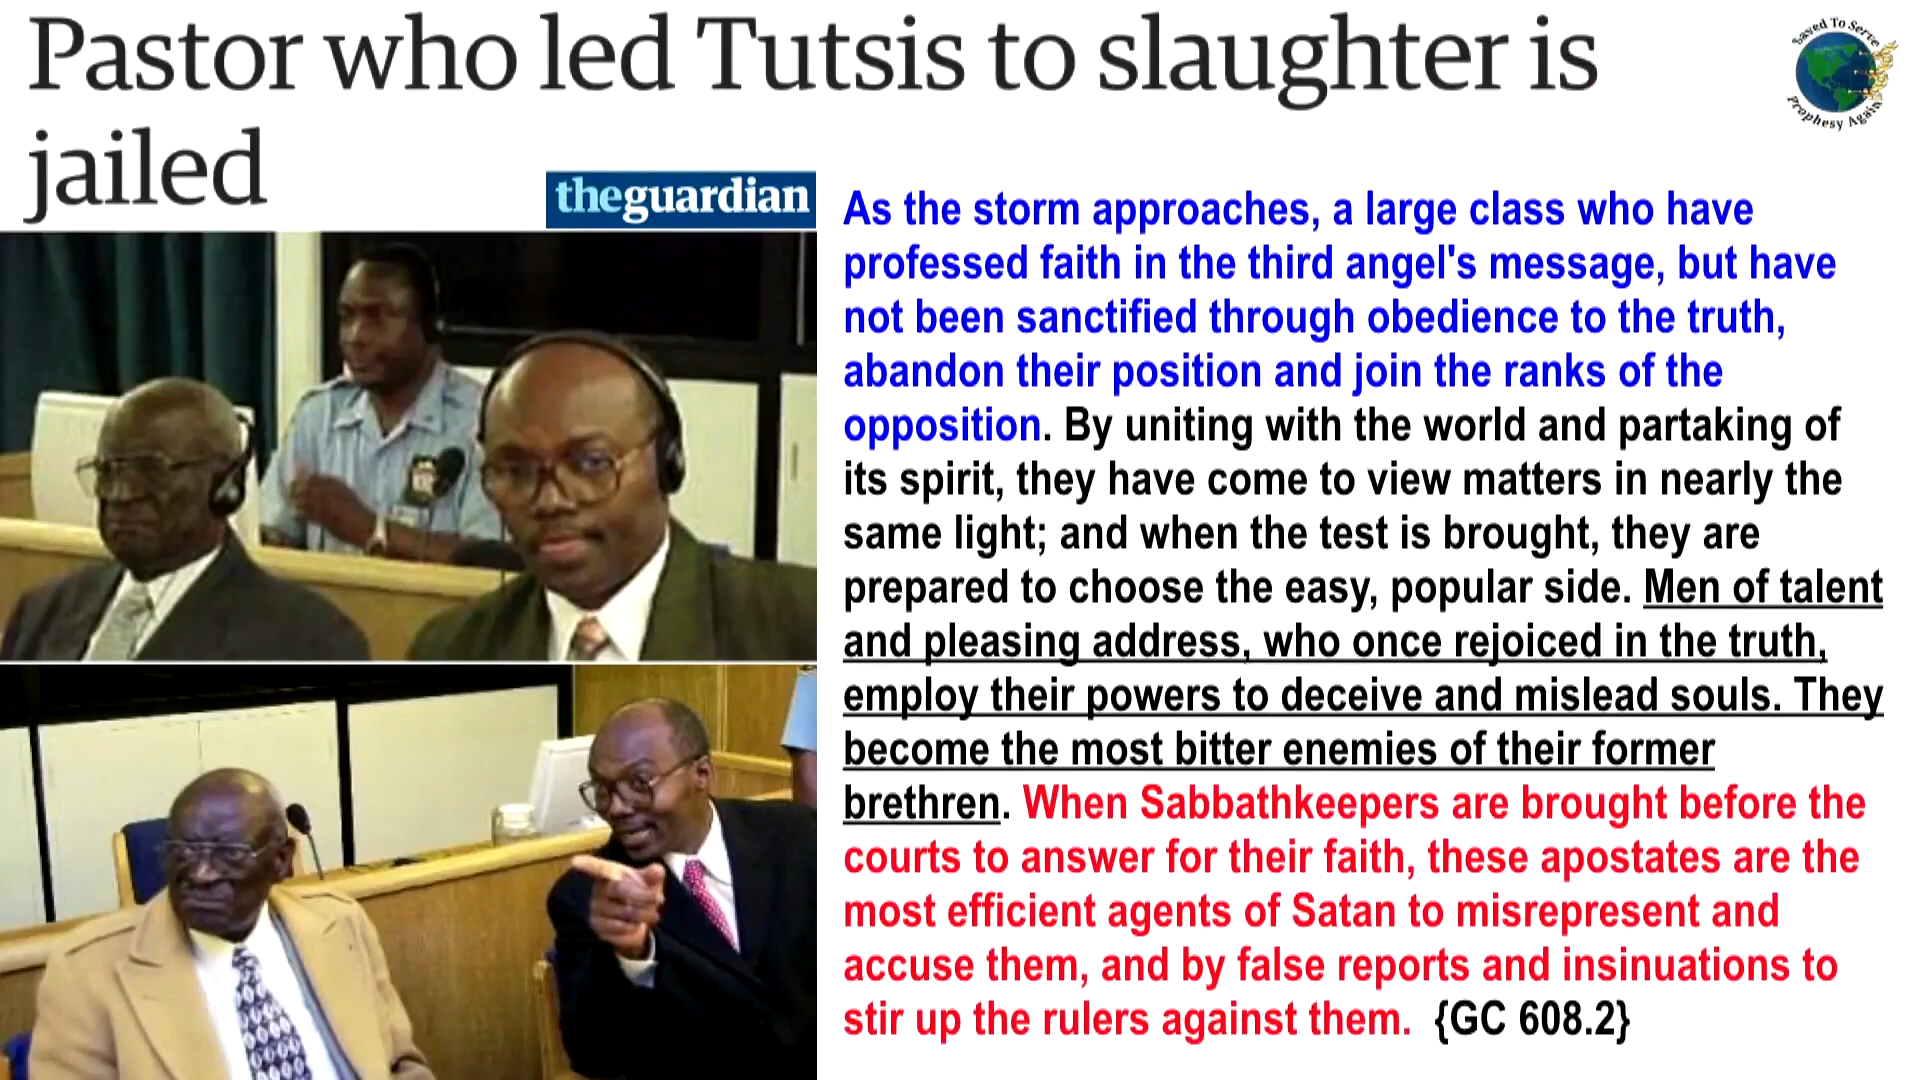 Pastor who led Tutsis to slaughter is
jailed
Saved To Serve
Prophesy Again
theguardian
As the storm approaches, a large class who have
professed faith in the third angel's message, but have
not been sanctified through obedience to the truth,
abandon their position and join the ranks of the
opposition. By uniting with the world and partaking of
its spirit, they have come to view matters in nearly the
same light; and when the test is brought, they are
prepared to choose the easy, popular side. Men of talent
and pleasing address, who once rejoiced in the truth,
employ their powers to deceive and mislead souls. They
become the most bitter enemies of their former
brethren. When Sabbathkeepers are brought before the
courts to answer for their faith, these apostates are the
most efficient agents of Satan to misrepresent and
accuse them, and by false reports and insinuations to
stir up the rulers against them. {GC 608.2}